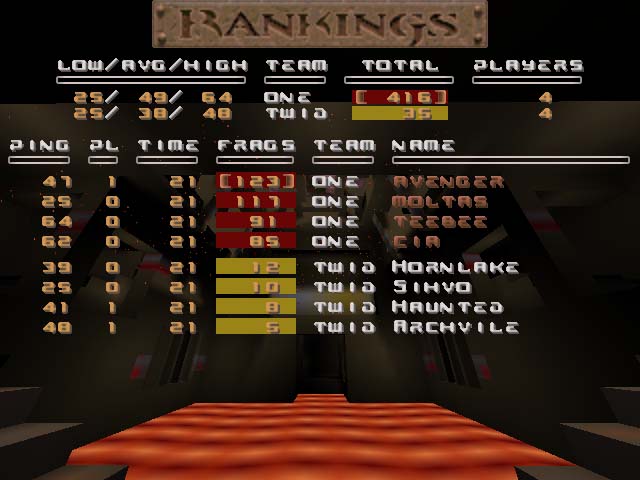 RANKINGS
LOW/AVG/HIGH TEAM TOTAL PLAYERS
25/ 49/ 64 ONE [ 416] 4
25/ 38/ 48 TWID 35 4
PING PL TIME FRAGS TEAM NAME
47 1 21 [123] ONE AVENGER
25 0 21 117 ONE MOLTAS
64 0 21 91 ONE TEEBEE
62 0 21 85 ONE CIA
39 0 21 12 TWID HORNLAKE
25 0 21 10 TWID SIHVO
41 1 21 8 TWID HAUNTED
48 1 21 5 TWID ARCHVILE